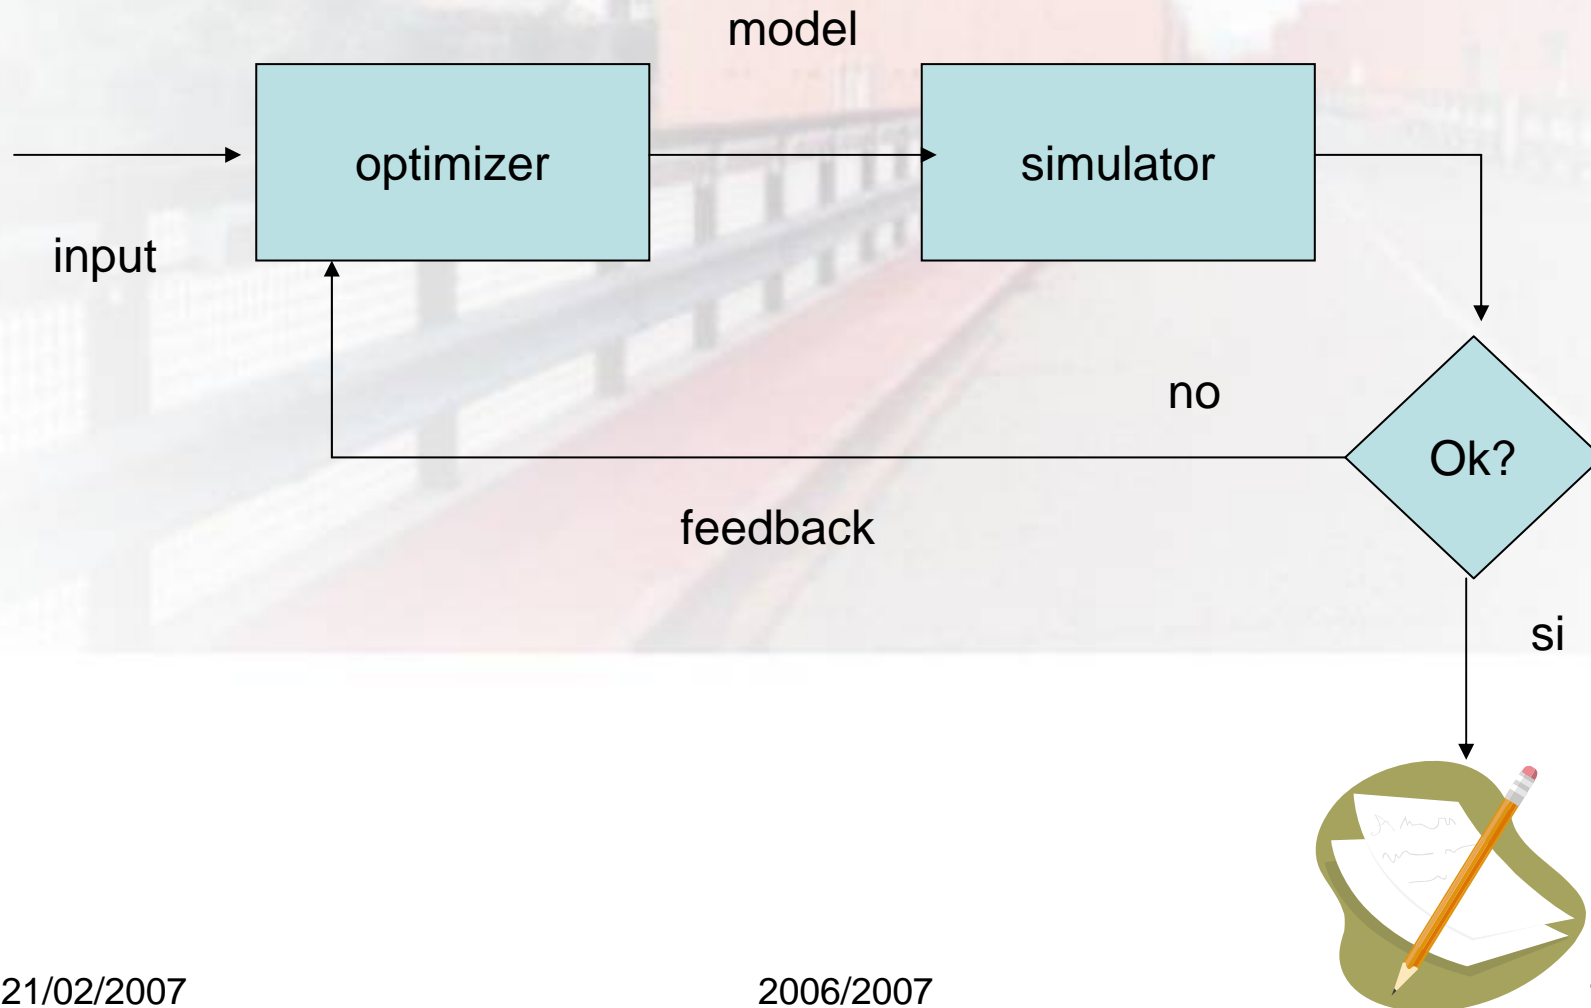 model
optimizer
simulator
input
no
Ok?
feedback
si
21/02/2007
2006/2007